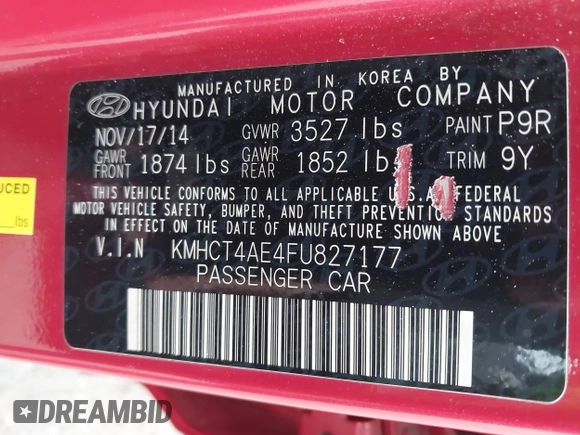 MANUFACTURED IN KOREA BY
HYUNDAI MOTOR COMPANY
NOV/17/14 GVWR 3527 lbs PAINT P9R
GAWR FRONT 1874 lbs GAWR REAR 1852 lbs TRIM 9Y
THIS VEHICLE CONFORMS TO ALL APPLICABLE U.S.A. FEDERAL
MOTOR VEHICLE SAFETY, BUMPER, AND THEFT PREVENTION STANDARDS
IN EFFECT ON THE DATE OF MANUFACTURE SHOWN ABOVE
V.I.N KMHCT4AE4FU827177
PASSENGER CAR
UCED
lbs
DREAMBID